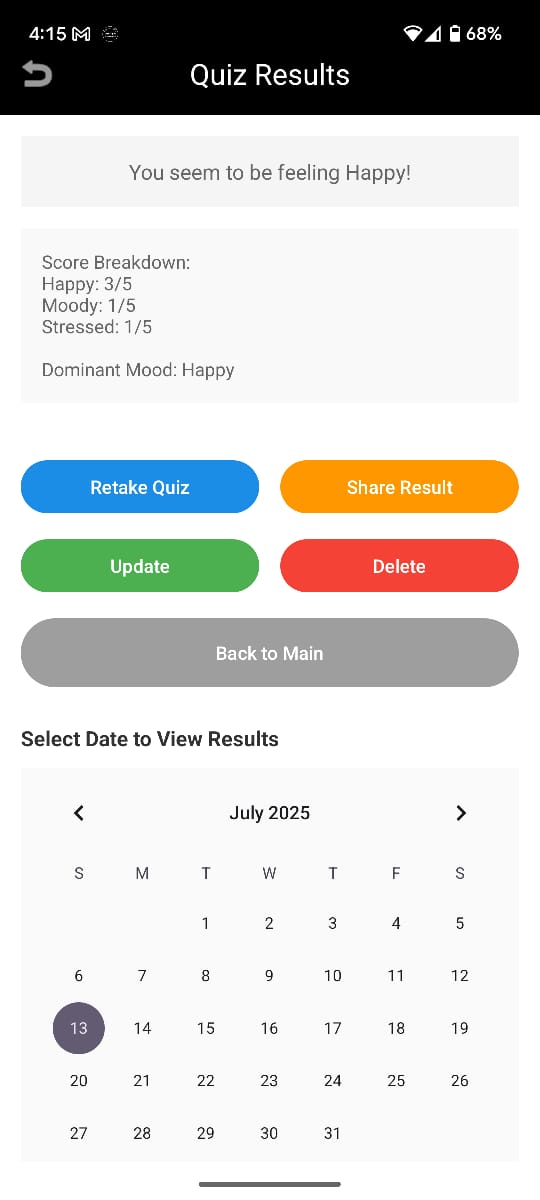 4:15 68%
Quiz Results
You seem to be feeling Happy!
Score Breakdown:
Happy: 3/5
Moody: 1/5
Stressed: 1/5
Dominant Mood: Happy
Retake Quiz Share Result
Update Delete
Back to Main
Select Date to View Results
July 2025
S M T W T F S
1 2 3 4 5
6 7 8 9 10 11 12
13 14 15 16 17 18 19
20 21 22 23 24 25 26
27 28 29 30 31